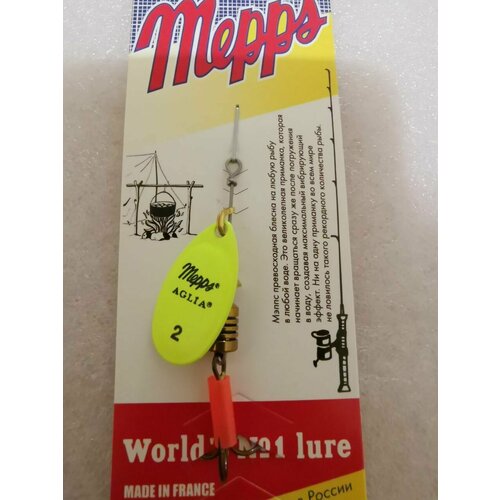 Mepps
Мэппс превосходная блесна на любую рыбу
в любой воде. Это великолепная приманка, которая
начинает вращаться сразу же после погружения
в воду, создавая максимальный вибрирующий
эффект. Ни на одну приманку во всем мире
не ловилось такого рекордного количества рыбы.
Mepps®
AGLIA®
2
World's №1 lure
MADE IN FRANCE
России